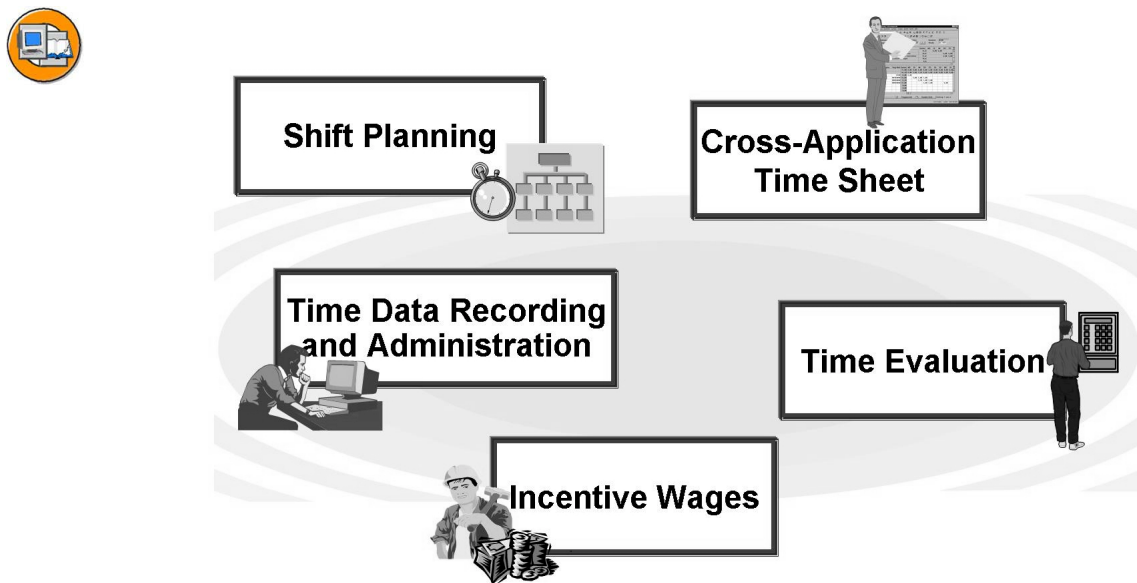 Shift Planning
Cross-Application
Time Sheet
Time Data Recording
and Administration
Time Evaluation
Incentive Wages